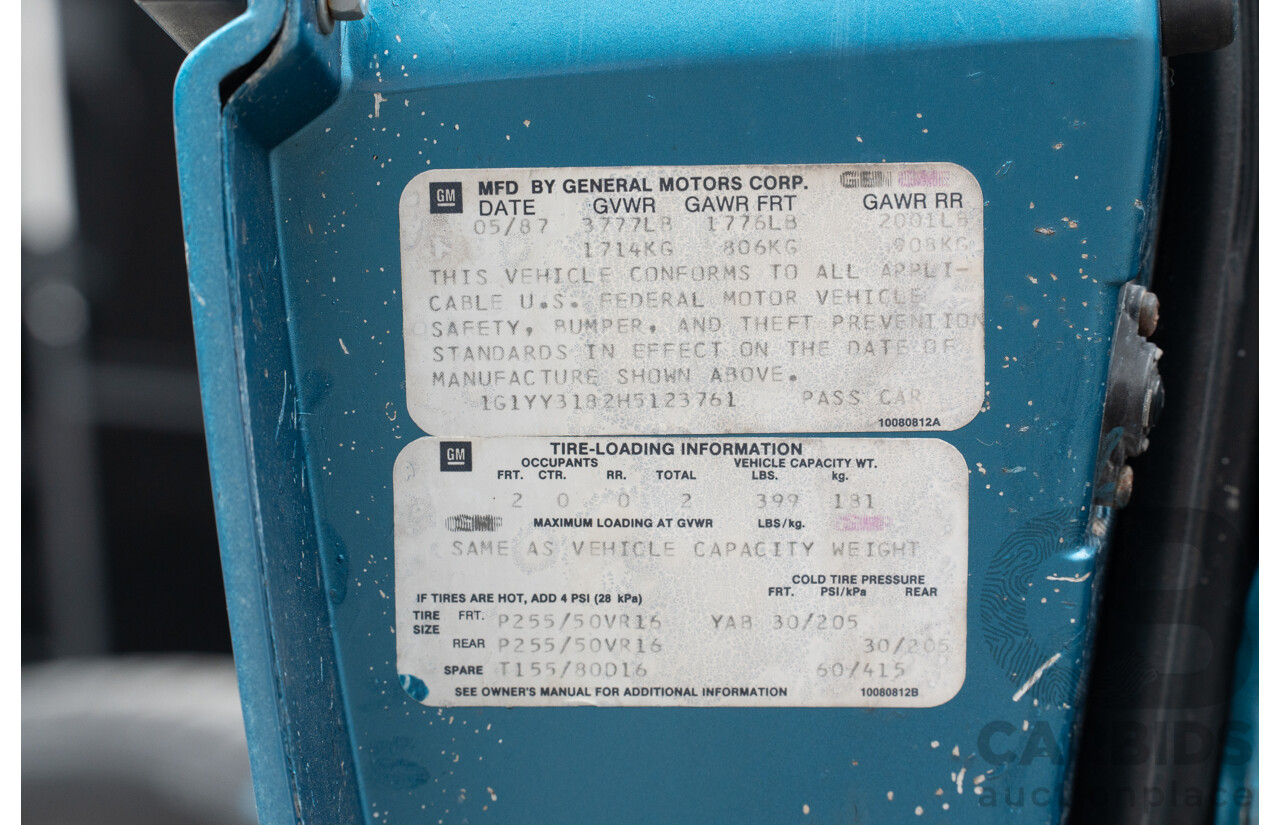 GM MFD BY GENERAL MOTORS CORP.
DATE GVWR GAWR FRT GAWR RR
05/87 3777LB 1776LB 2001LB
1714KG 806KG 908KG
THIS VEHICLE CONFORMS TO ALL APPLI-
CABLE U.S. FEDERAL MOTOR VEHICLE
SAFETY, BUMPER, AND THEFT PREVENTION
STANDARDS IN EFFECT ON THE DATE OF
MANUFACTURE SHOWN ABOVE.
1G1YY3182H5123761 PASS CAR
10080812A
GM TIRE-LOADING INFORMATION
OCCUPANTS VEHICLE CAPACITY WT.
FRT. CTR. RR. TOTAL LBS. kg.
2 0 0 2 399 181
MAXIMUM LOADING AT GVWR LBS/kg.
SAME AS VEHICLE CAPACITY WEIGHT
COLD TIRE PRESSURE
FRT. PSI/kPa REAR
IF TIRES ARE HOT, ADD 4 PSI (28 kPa)
TIRE SIZE FRT. P255/50VR16 YAB 30/205
REAR P255/50VR16 30/205
SPARE T155/80D16 60/415
SEE OWNER'S MANUAL FOR ADDITIONAL INFORMATION 10080812B
CARBIDS
auctionplace